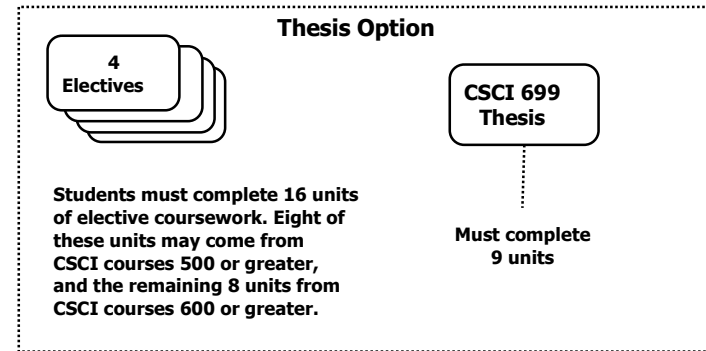 Thesis Option
4
Electives
CSCI 699
Thesis
Students must complete 16 units
of elective coursework. Eight of
these units may come from
CSCI courses 500 or greater,
and the remaining 8 units from
CSCI courses 600 or greater.
Must complete
9 units